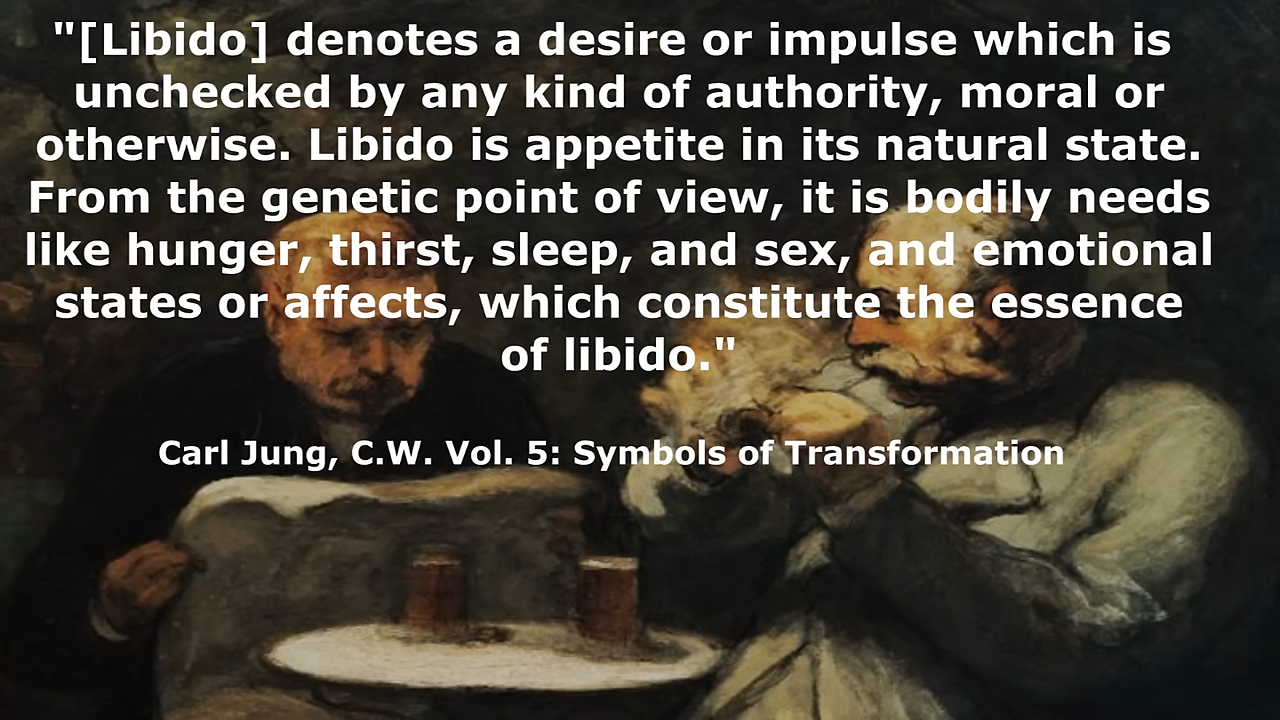 "[Libido] denotes a desire or impulse which is
unchecked by any kind of authority, moral or
otherwise. Libido is appetite in its natural state.
From the genetic point of view, it is bodily needs
like hunger, thirst, sleep, and sex, and emotional
states or affects, which constitute the essence
of libido."
Carl Jung, C.W. Vol. 5: Symbols of Transformation